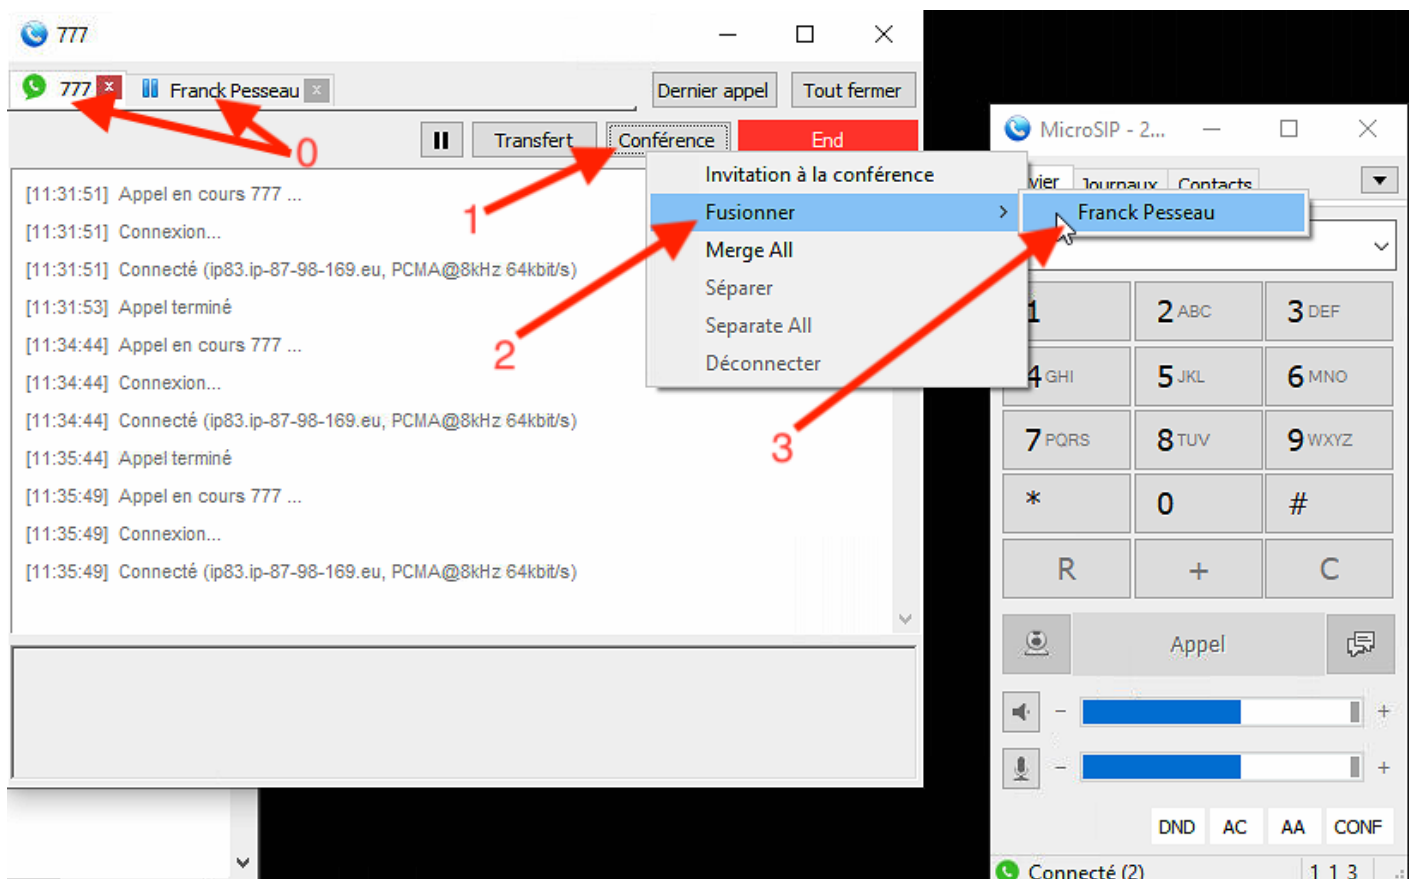 777
777 x Franck Pesseau x
Dernier appel Tout fermer
0
Transfert Conférence End
[11:31:51] Appel en cours 777 ...
[11:31:51] Connexion...
[11:31:51] Connecté (ip83.ip-87-98-169.eu, PCMA@8kHz 64kbit/s)
[11:31:53] Appel terminé
[11:34:44] Appel en cours 777 ...
[11:34:44] Connexion...
[11:34:44] Connecté (ip83.ip-87-98-169.eu, PCMA@8kHz 64kbit/s)
[11:35:44] Appel terminé
[11:35:49] Appel en cours 777 ...
[11:35:49] Connexion...
[11:35:49] Connecté (ip83.ip-87-98-169.eu, PCMA@8kHz 64kbit/s)
1
2
3
Invitation à la conférence
Fusionner
Merge All
Séparer
Separate All
Déconnecter
Franck Pesseau
MicroSIP - 2...
Journaux Contacts
1 2 ABC 3 DEF
4 GHI 5 JKL 6 MNO
7 PQRS 8 TUV 9 WXYZ
* 0 #
R + C
Appel
- +
- +
DND AC AA CONF
Connecté (2) 1 1 3